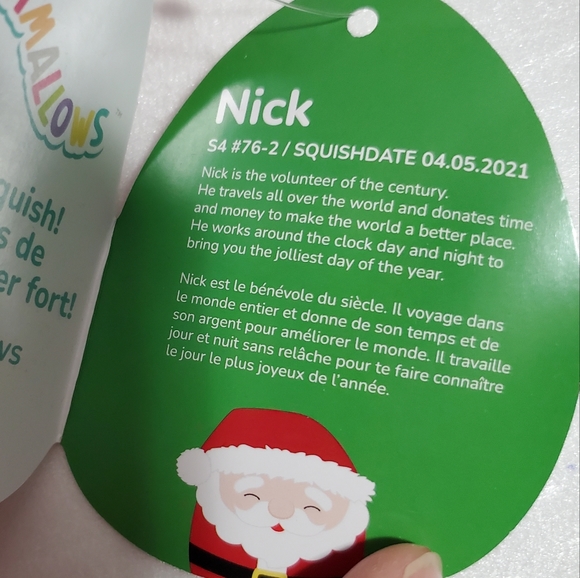 MALLOWS
quish!
s de
er fort!
ws
Nick
S4 #76-2 / SQUISHDATE 04.05.2021
Nick is the volunteer of the century.
He travels all over the world and donates time
and money to make the world a better place.
He works around the clock day and night to
bring you the jolliest day of the year.
Nick est le bénévole du siècle. Il voyage dans
le monde entier et donne de son temps et de
son argent pour améliorer le monde. Il travaille
jour et nuit sans relâche pour te faire connaître
le jour le plus joyeux de l'année.